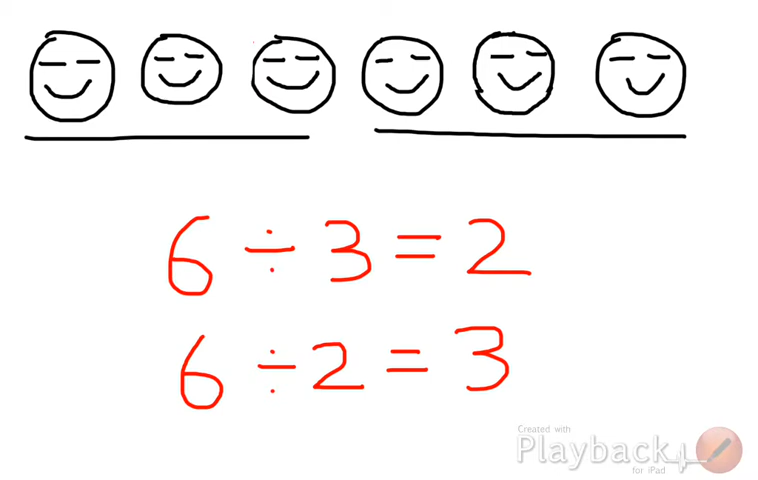 6 ÷ 3 = 2
6 ÷ 2 = 3
Created with
Playback
for iPad